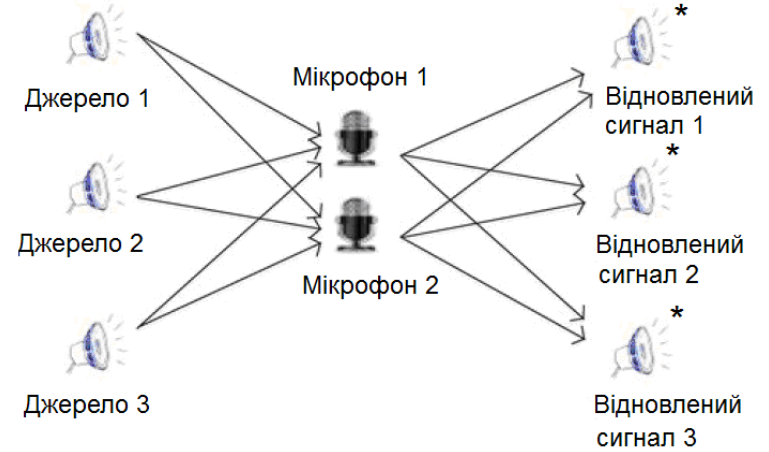 Джерело 1
Джерело 2
Джерело 3
Мікрофон 1
Мікрофон 2
*
Відновлений
сигнал 1
*
Відновлений
сигнал 2
*
Відновлений
сигнал 3